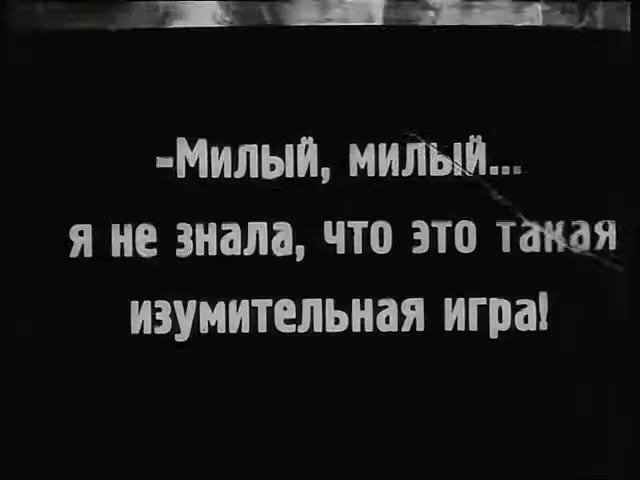 -Милый, милый...
я не знала, что это такая
изумительная игра!